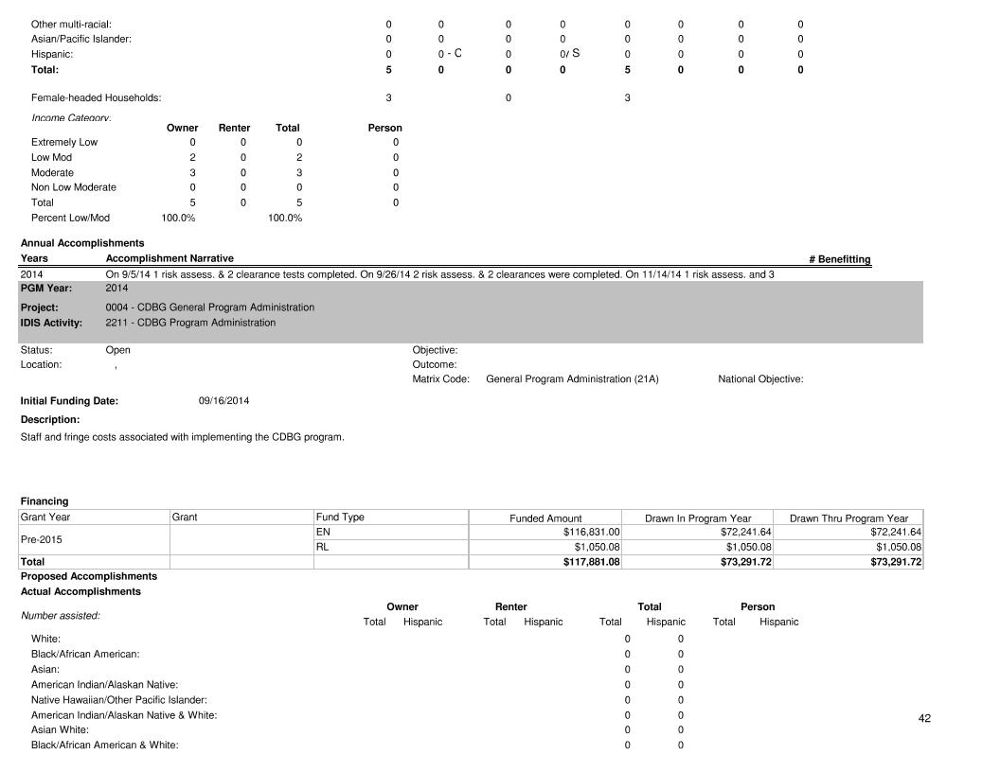 Other multi-racial: 0 0 0 0 0 0 0 0
Asian/Pacific Islander: 0 0 0 0 0 0 0 0
Hispanic: 0 0 - C 0 0/ S 0 0 0 0
Total: 5 0 0 0 5 0 0 0
Female-headed Households: 3 0 3
Income Category:
Owner Renter Total Person
Extremely Low 0 0 0 0
Low Mod 2 0 2 0
Moderate 3 0 3 0
Non Low Moderate 0 0 0 0
Total 5 0 5 0
Percent Low/Mod 100.0% 100.0%
Annual Accomplishments
Years Accomplishment Narrative # Benefitting
2014 On 9/5/14 1 risk assess. & 2 clearance tests completed. On 9/26/14 2 risk assess. & 2 clearances were completed. On 11/14/14 1 risk assess. and 3
PGM Year: 2014
Project: 0004 - CDBG General Program Administration
IDIS Activity: 2211 - CDBG Program Administration
Status: Open Objective:
Location: , Outcome:
Matrix Code: General Program Administration (21A) National Objective:
Initial Funding Date: 09/16/2014
Description:
Staff and fringe costs associated with implementing the CDBG program.
Financing
Grant Year Grant Fund Type Funded Amount Drawn In Program Year Drawn Thru Program Year
Pre-2015 EN $116,831.00 $72,241.64 $72,241.64
RL $1,050.08 $1,050.08 $1,050.08
Total $117,881.08 $73,291.72 $73,291.72
Proposed Accomplishments
Actual Accomplishments
Owner Renter Total Person
Number assisted: Total Hispanic Total Hispanic Total Hispanic Total Hispanic
White: 0 0
Black/African American: 0 0
Asian: 0 0
American Indian/Alaskan Native: 0 0
Native Hawaiian/Other Pacific Islander: 0 0
American Indian/Alaskan Native & White: 0 0
Asian White: 0 0
Black/African American & White: 0 0
42